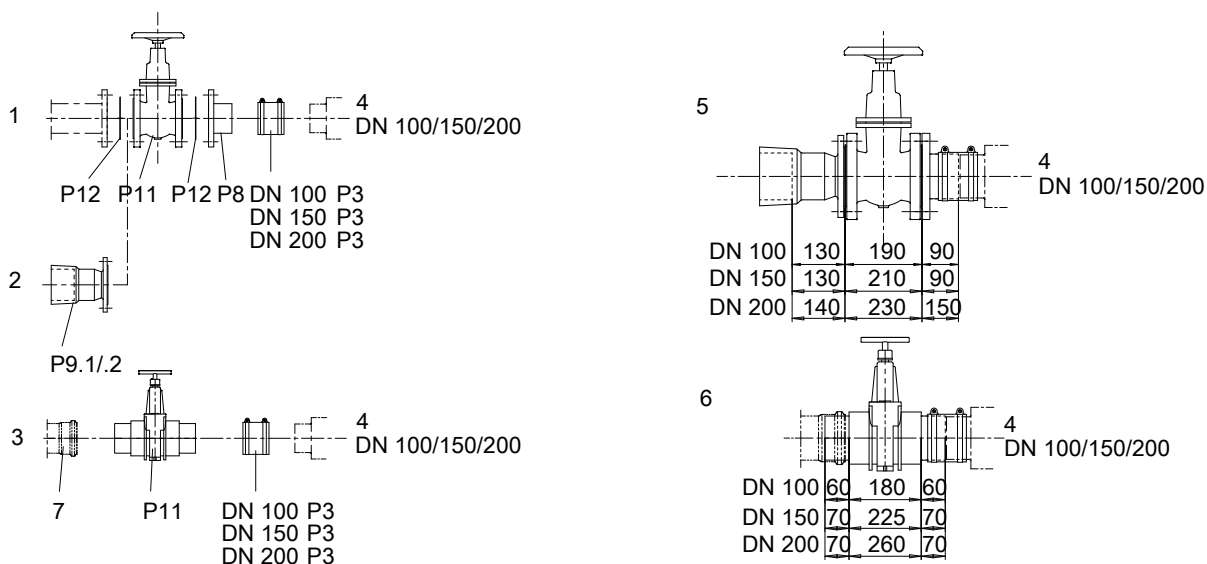 1
4
DN 100/150/200
P12 P11 P12 P8 DN 100 P3
DN 150 P3
DN 200 P3
2
P9.1/.2
3
4
DN 100/150/200
7 P11 DN 100 P3
DN 150 P3
DN 200 P3
5
4
DN 100/150/200
DN 100 130 190 90
DN 150 130 210 90
DN 200 140 230 150
6
4
DN 100/150/200
DN 100 60 180 60
DN 150 70 225 70
DN 200 70 260 70